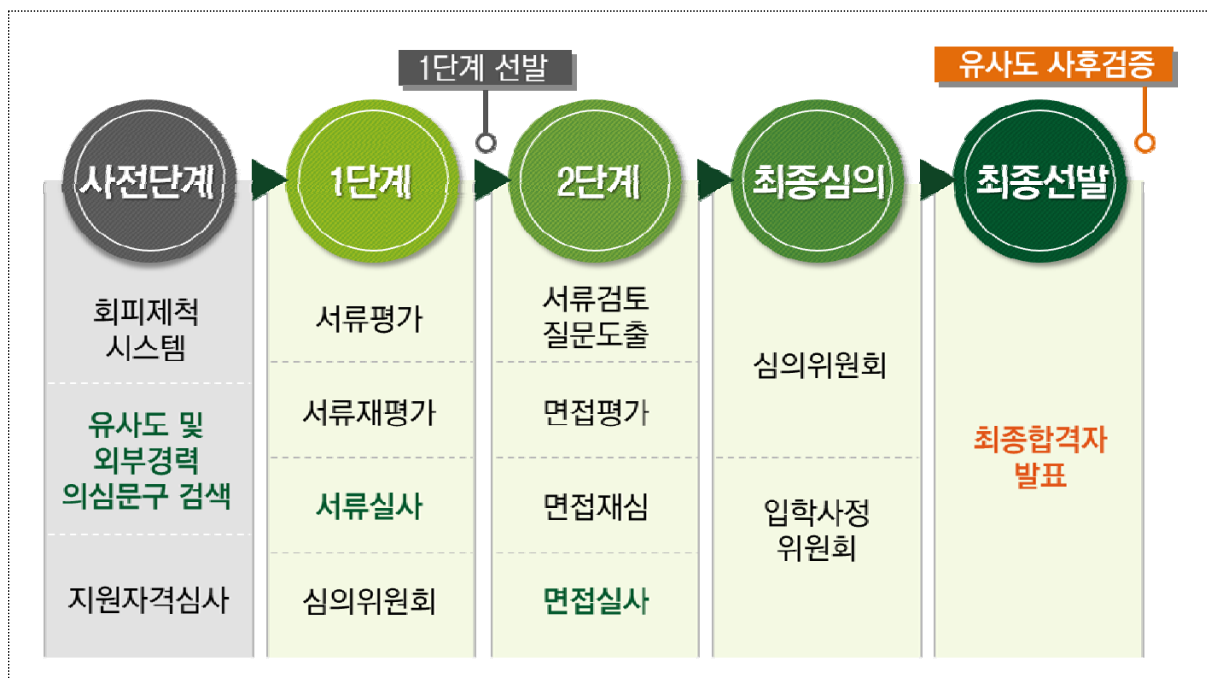 1단계 선발
유사도 사후검증
사전단계
1단계
2단계
최종심의
최종선발
회피제척
시스템
유사도 및
외부경력
의심문구 검색
지원자격심사
서류평가
서류재평가
서류실사
심의위원회
서류검토
질문도출
면접평가
면접재심
면접실사
심의위원회
입학사정
위원회
최종합격자
발표